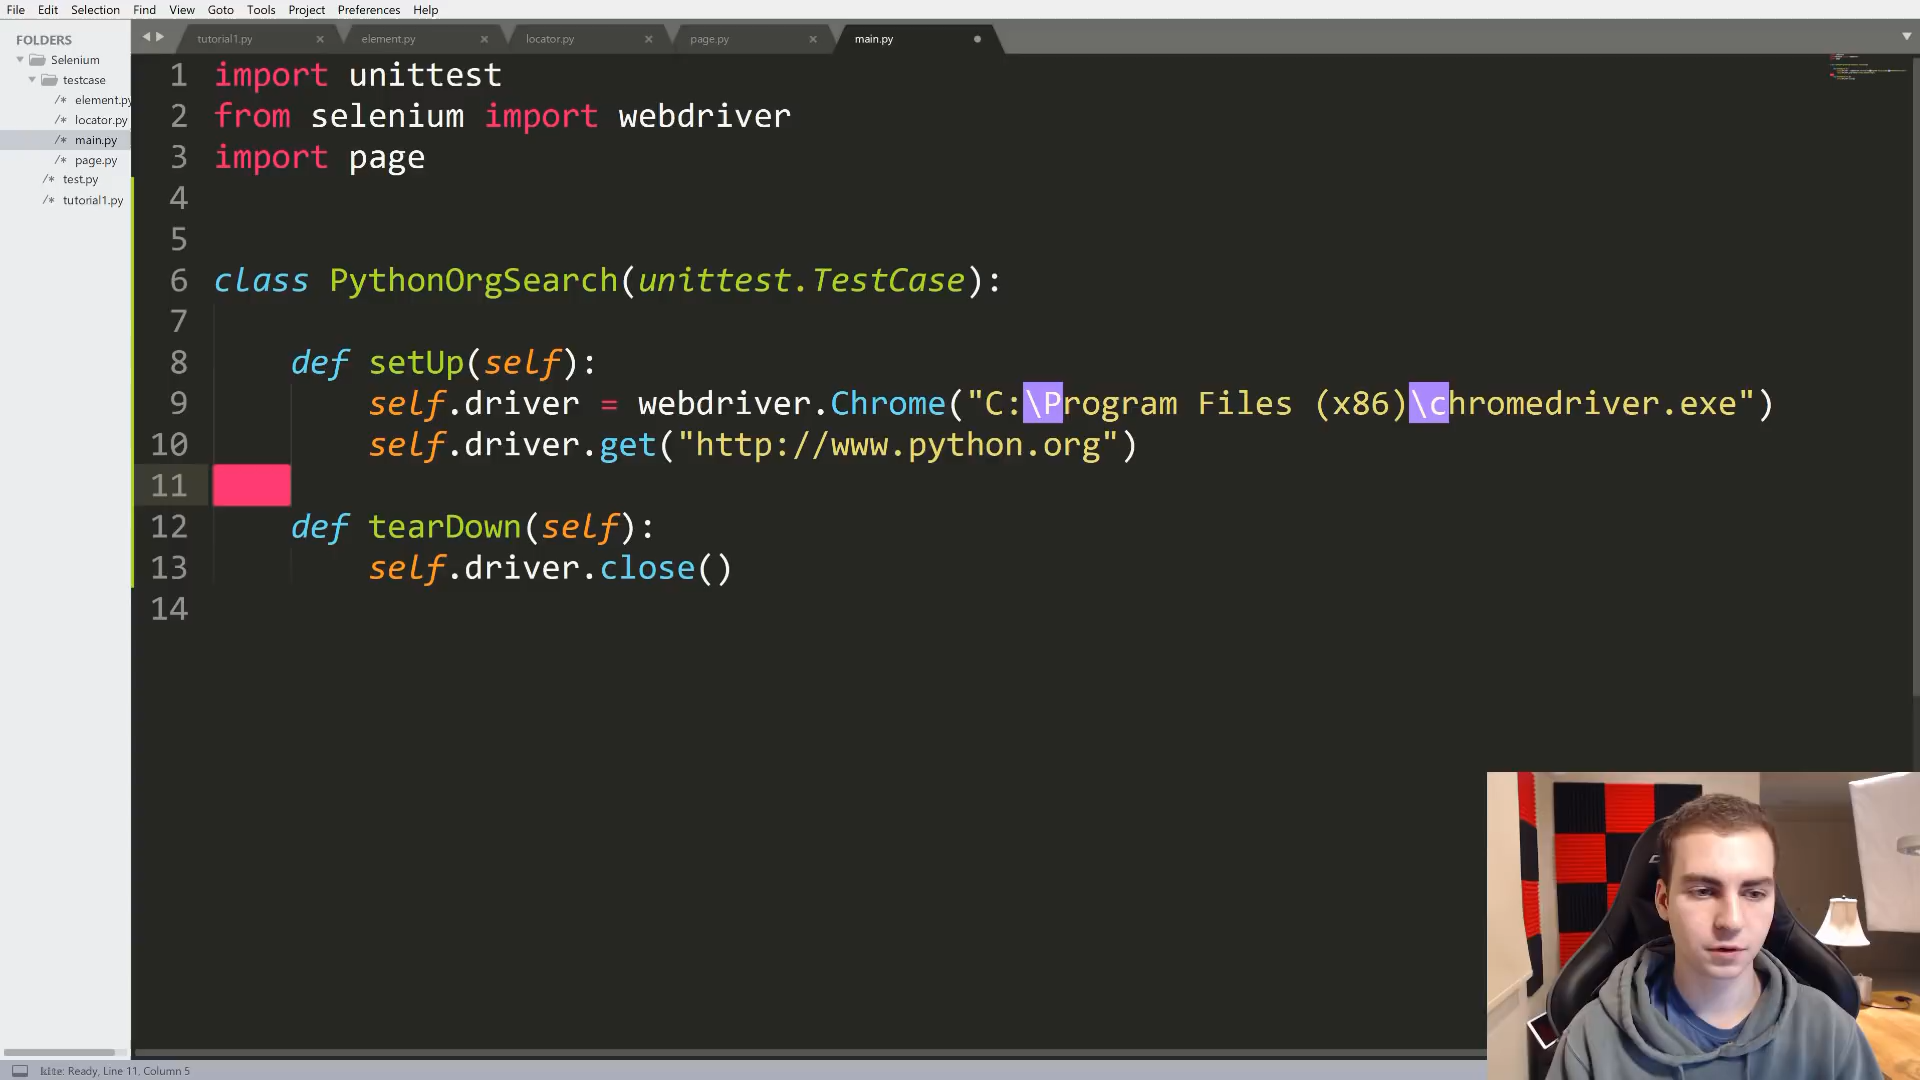 File Edit Selection Find View Goto Tools Project Preferences Help
FOLDERS
Selenium
testcase
element.py
locator.py
main.py
page.py
test.py
tutorial1.py
tutorial1.py element.py locator.py page.py main.py
1 import unittest
2 from selenium import webdriver
3 import page
4
5
6 class PythonOrgSearch(unittest.TestCase):
7
8 def setUp(self):
9 self.driver = webdriver.Chrome("C:\Program Files (x86)\chromedriver.exe")
10 self.driver.get("http://www.python.org")
11
12 def tearDown(self):
13 self.driver.close()
14
kite: Ready, Line 11, Column 5